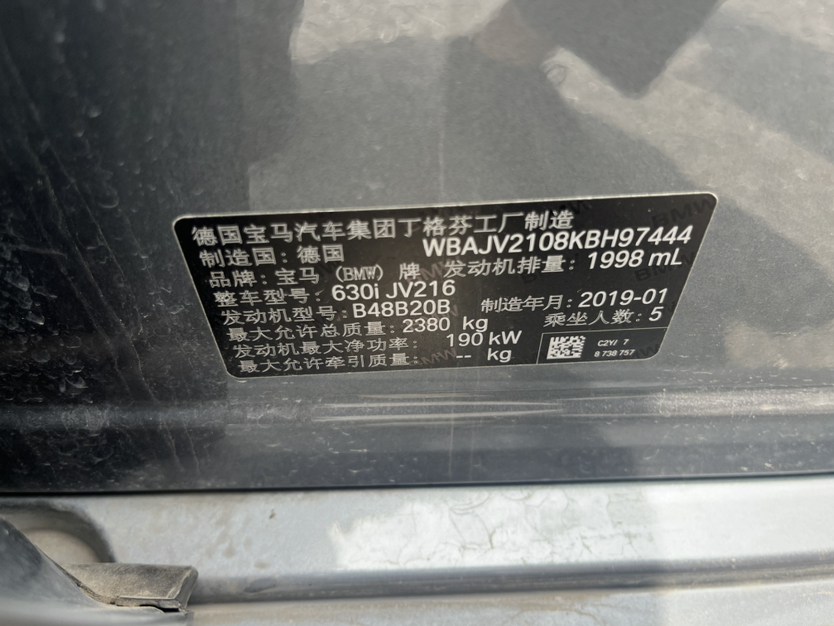 德国宝马汽车集团丁格芬工厂制造
制造国：德国 WBAJV2108KBH97444
品牌：宝马（BMW）牌 发动机排量：1998 mL
整车型号：630i JV216
发动机型号：B48B20B 制造年月：2019-01
最大允许总质量：2380 kg 乘坐人数：5
发动机最大净功率： 190 kW
最大允许牵引质量： -- kg
C2Y/ 7
8 738 757